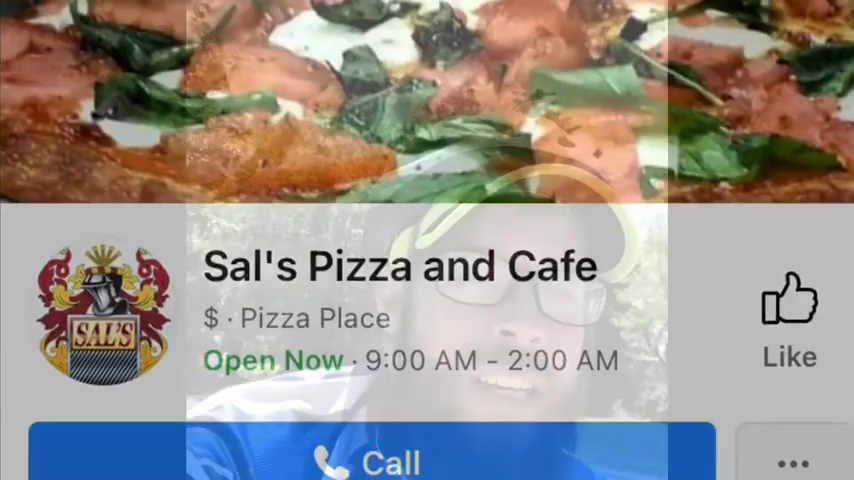 Sal's Pizza and Cafe
$ · Pizza Place
Open Now · 9:00 AM - 2:00 AM
SAL'S
Like
Call